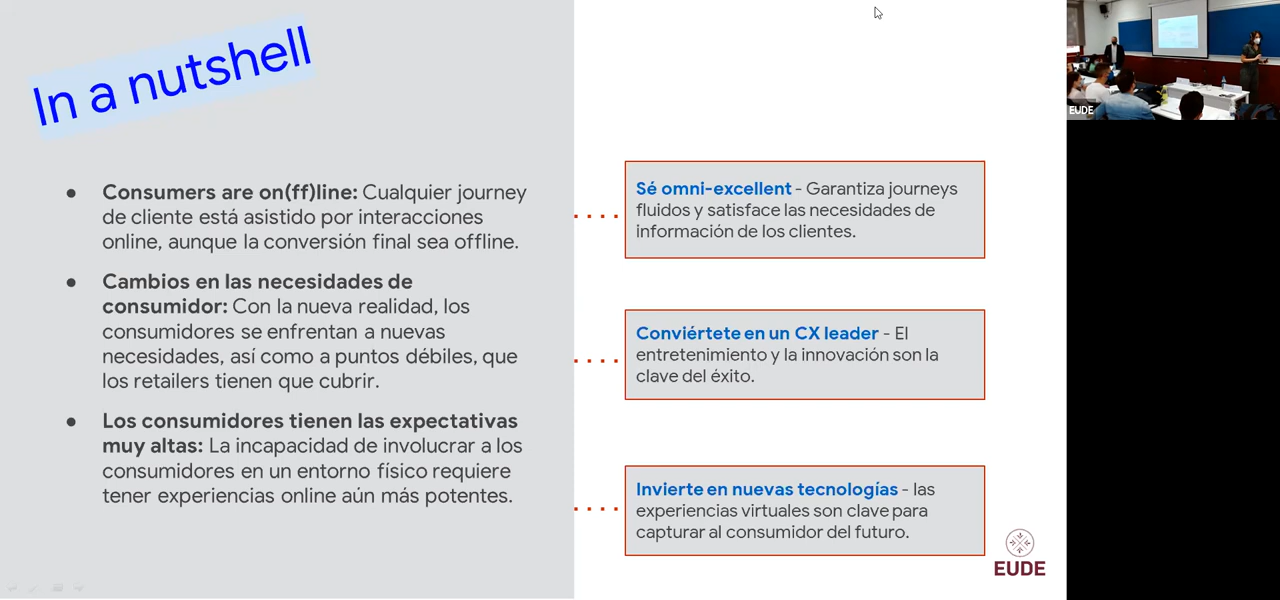 In a nutshell
● Consumers are on(ff)line: Cualquier journey
de cliente está asistido por interacciones
online, aunque la conversión final sea offline.
● Cambios en las necesidades de
consumidor: Con la nueva realidad, los
consumidores se enfrentan a nuevas
necesidades, así como a puntos débiles, que
los retailers tienen que cubrir.
● Los consumidores tienen las expectativas
muy altas: La incapacidad de involucrar a los
consumidores en un entorno físico requiere
tener experiencias online aún más potentes.
Sé omni-excellent - Garantiza journeys
fluidos y satisface las necesidades de
información de los clientes.
Conviértete en un CX leader - El
entretenimiento y la innovación son la
clave del éxito.
Invierte en nuevas tecnologías - las
experiencias virtuales son clave para
capturar al consumidor del futuro.
EUDE
EUDE